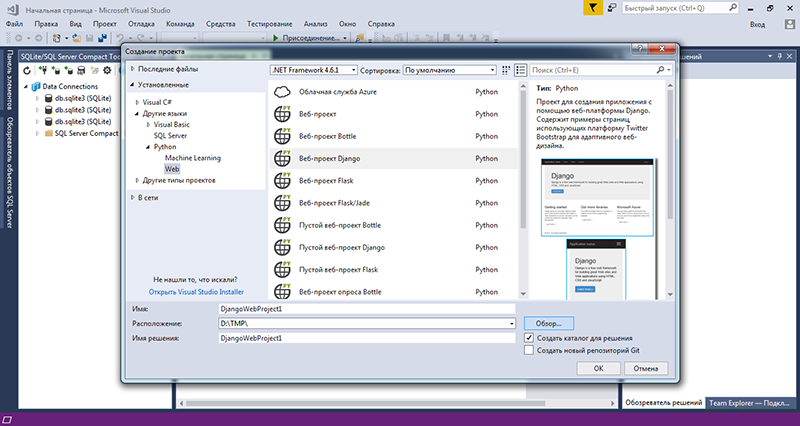 Начальная страница - Microsoft Visual Studio
Быстрый запуск (Ctrl+Q)
Файл Правка Вид Проект Отладка Команда Средства Тестирование Анализ Окно Справка
Вход
Присоединение...
Панель элементов
Обозреватель объектов SQL Server
SQLite/SQL Server Compact Too
Data Connections
db.sqlite3 (SQLite)
db.sqlite3 (SQLite)
db.sqlite3 (SQLite)
SQL Server Compact
решений
Создание проекта
Последние файлы
Установленные
Visual C#
Другие языки
Visual Basic
SQL Server
Python
Machine Learning
Web
Другие типы проектов
В сети
Не нашли то, что искали?
Открыть Visual Studio Installer
.NET Framework 4.6.1
Сортировка: По умолчанию
Поиск (Ctrl+E)
Облачная служба Azure Python
Веб-проект Python
Веб-проект Bottle Python
Веб-проект Django Python
Веб-проект Flask Python
Веб-проект Flask/Jade Python
Пустой веб-проект Bottle Python
Пустой веб-проект Django Python
Пустой веб-проект Flask Python
Веб-проект опроса Bottle Python
Тип: Python
Проект для создания приложения с
помощью веб-платформы Django.
Содержит примеры страниц,
использующих платформу Twitter
Bootstrap для адаптивного веб-
дизайна.
Django
Getting started Get more libraries Microsoft Azure
Application name
Django
Имя: DjangoWebProject1
Расположение: D:\TMP\
Обзор...
Имя решения: DjangoWebProject1
Создать каталог для решения
Создать новый репозиторий Git
OK
Отмена
Обозреватель решений
Team Explorer — Подкл...